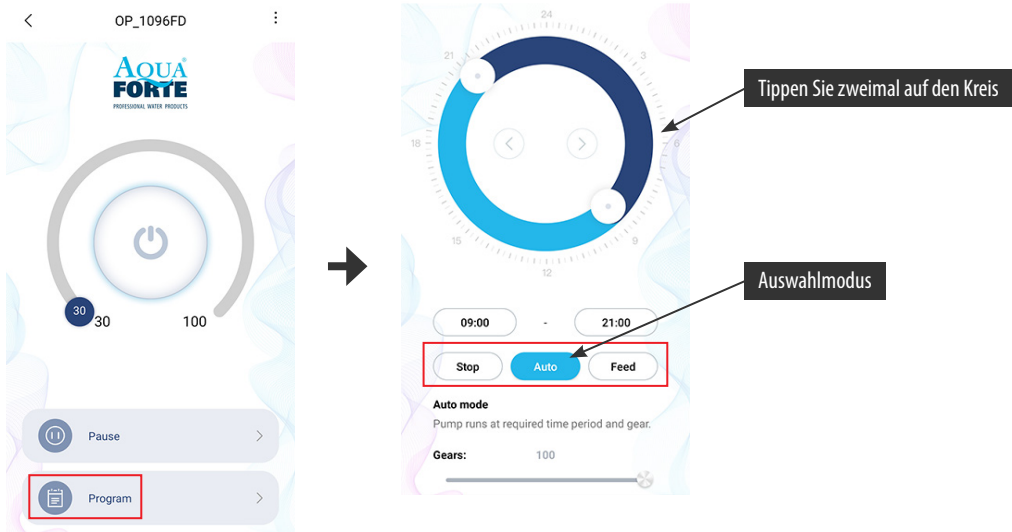 OP_1096FD
AQUA
FORTE
PROFESSIONAL WATER PRODUCTS
30
30
100
Pause
Program
24
21
3
18
6
15
9
12
09:00 - 21:00
Stop
Auto
Feed
Auto mode
Pump runs at required time period and gear.
Gears: 100
Tippen Sie zweimal auf den Kreis
Auswahlmodus